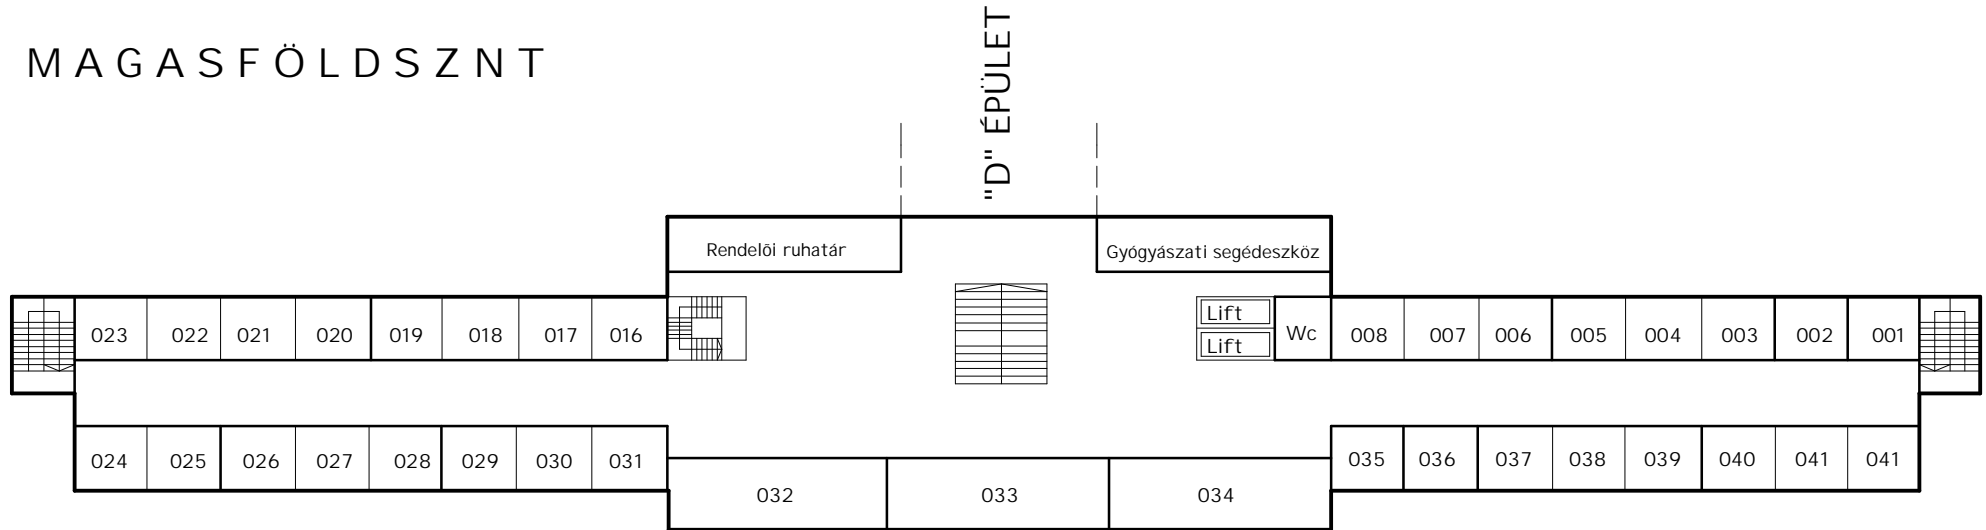 MAGASFÖLDSZNT
"D" ÉPÜLET
Rendelõi ruhatár
Gyógyászati segédeszköz
Lift
Lift
Wc
023 022 021 020 019 018 017 016
008 007 006 005 004 003 002 001
024 025 026 027 028 029 030 031
032 033 034
035 036 037 038 039 040 041 041